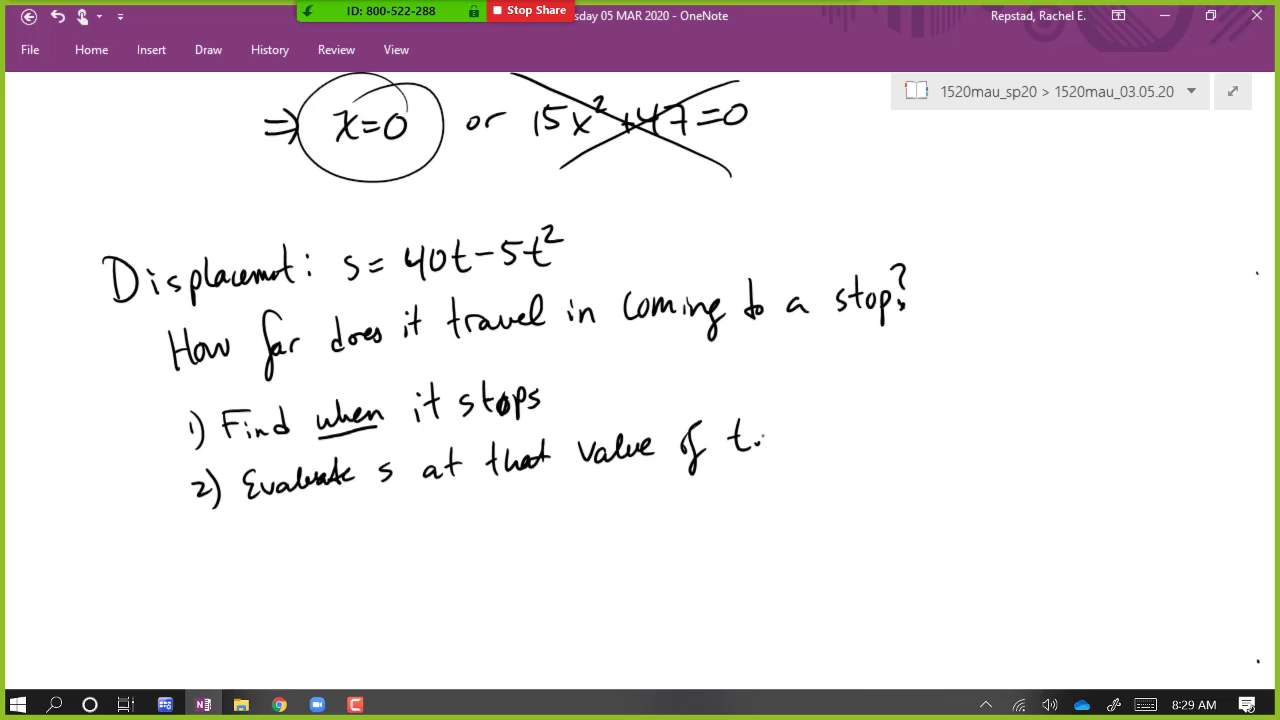 ID: 800-522-288 Stop Share
sday 05 MAR 2020 - OneNote
Repstad, Rachel E.
File Home Insert Draw History Review View
1520mau_sp20 > 1520mau_03.05.20
⇒ x=0 or 15x²+47=0
Displacemnt: s= 40t-5t²
How far does it travel in coming to a stop?
1) Find when it stops
2) Evaluate s at that value of t.
8:29 AM